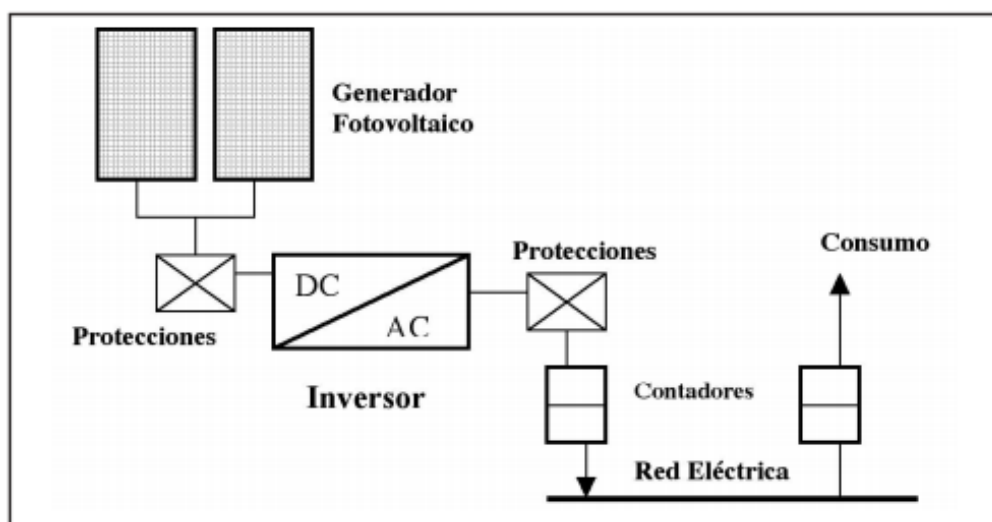 Generador
Fotovoltaico
Protecciones
Consumo
DC
AC
Protecciones
Inversor
Contadores
Red Eléctrica